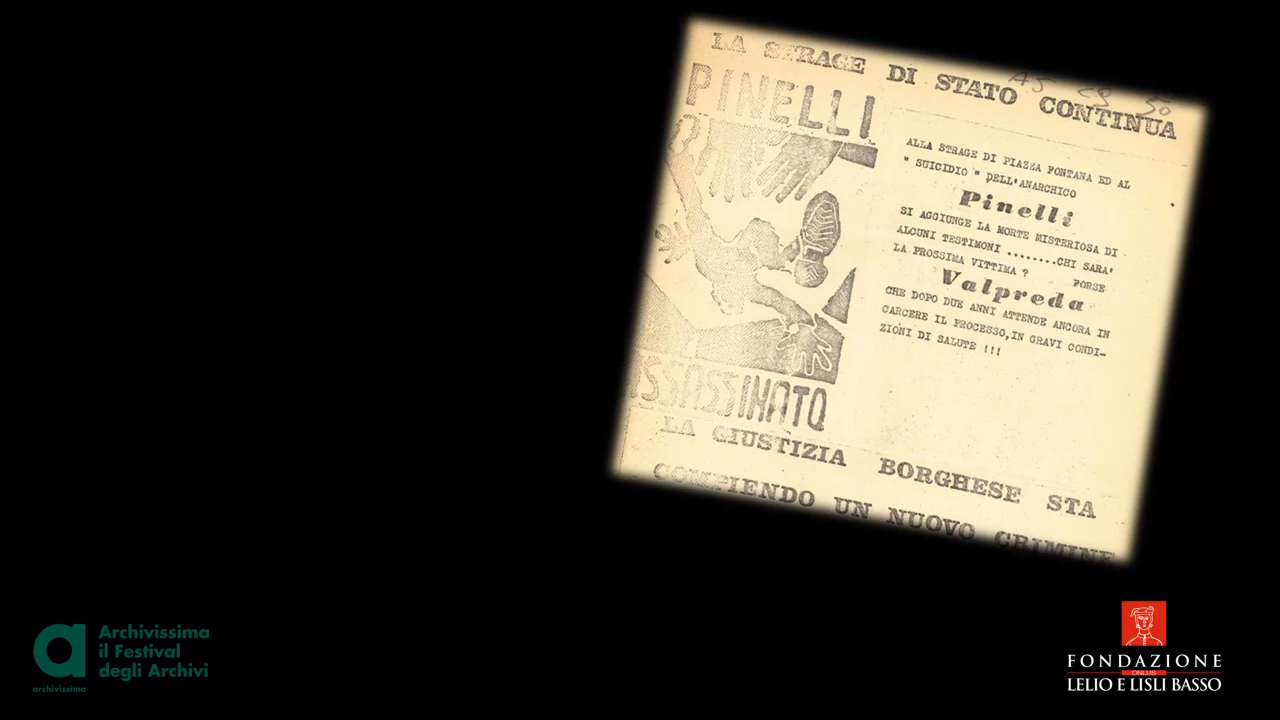 LA STRAGE DI STATO CONTINUA
PINELLI
ALLA STRAGE DI PIAZZA FONTANA ED AL
" SUICIDIO " DELL'ANARCHICO
Pinelli
SI AGGIUNGE LA MORTE MISTERIOSA DI
ALCUNI TESTIMONI ........CHI SARA'
LA PROSSIMA VITTIMA ? FORSE
Valpreda
CHE DOPO DUE ANNI ATTENDE ANCORA IN
CARCERE IL PROCESSO,IN GRAVI CONDI-
ZIONI DI SALUTE !!!
ASSASSINATO
LA GIUSTIZIA BORGHESE STA
COMPIENDO UN NUOVO CRIMINE
Archivissima
il Festival
degli Archivi
archivissima
FONDAZIONE
ONLUS
LELIO E LISLI BASSO